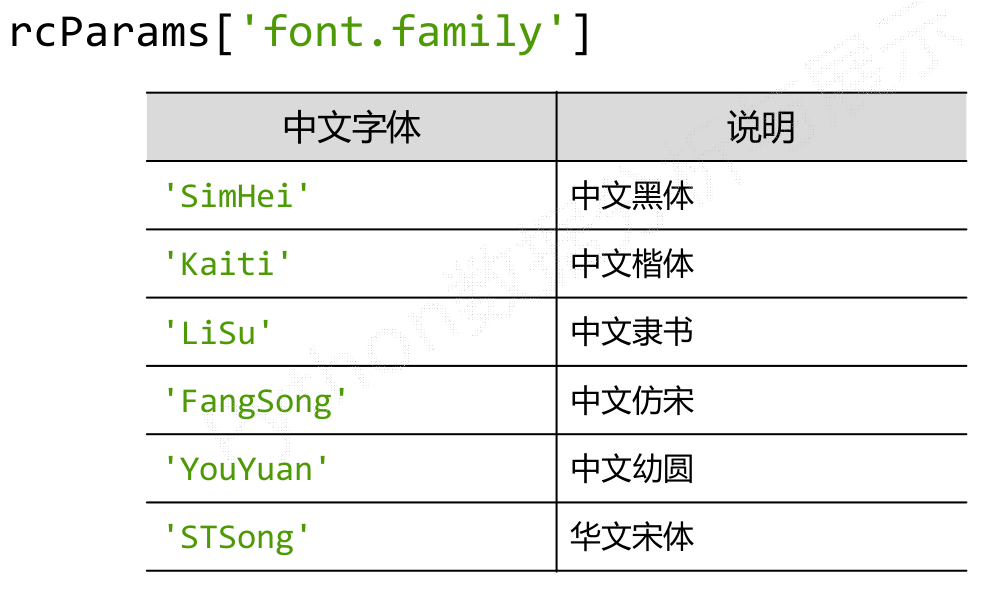 rcParams['font.family']
中文字体 说明
'SimHei' 中文黑体
'Kaiti' 中文楷体
'LiSu' 中文隶书
'FangSong' 中文仿宋
'YouYuan' 中文幼圆
'STSong' 华文宋体